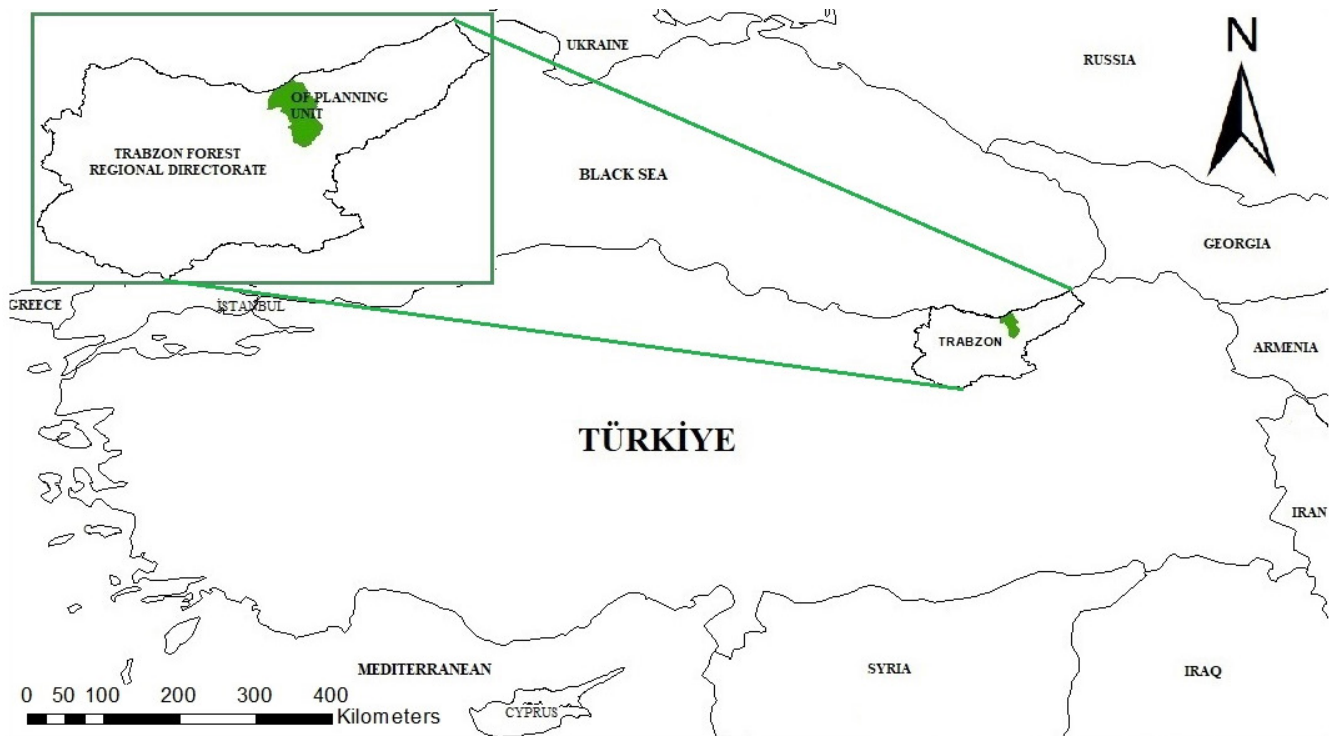 UKRAINE
RUSSIA
N
OF PLANNING
UNIT
TRABZON FOREST
REGIONAL DIRECTORATE
BLACK SEA
GEORGIA
GREECE
İSTANBUL
TRABZON
ARMENIA
TÜRKİYE
IRAN
MEDITERRANEAN
SYRIA
IRAQ
CYPRUS
0 50 100 200 300 400
Kilometers